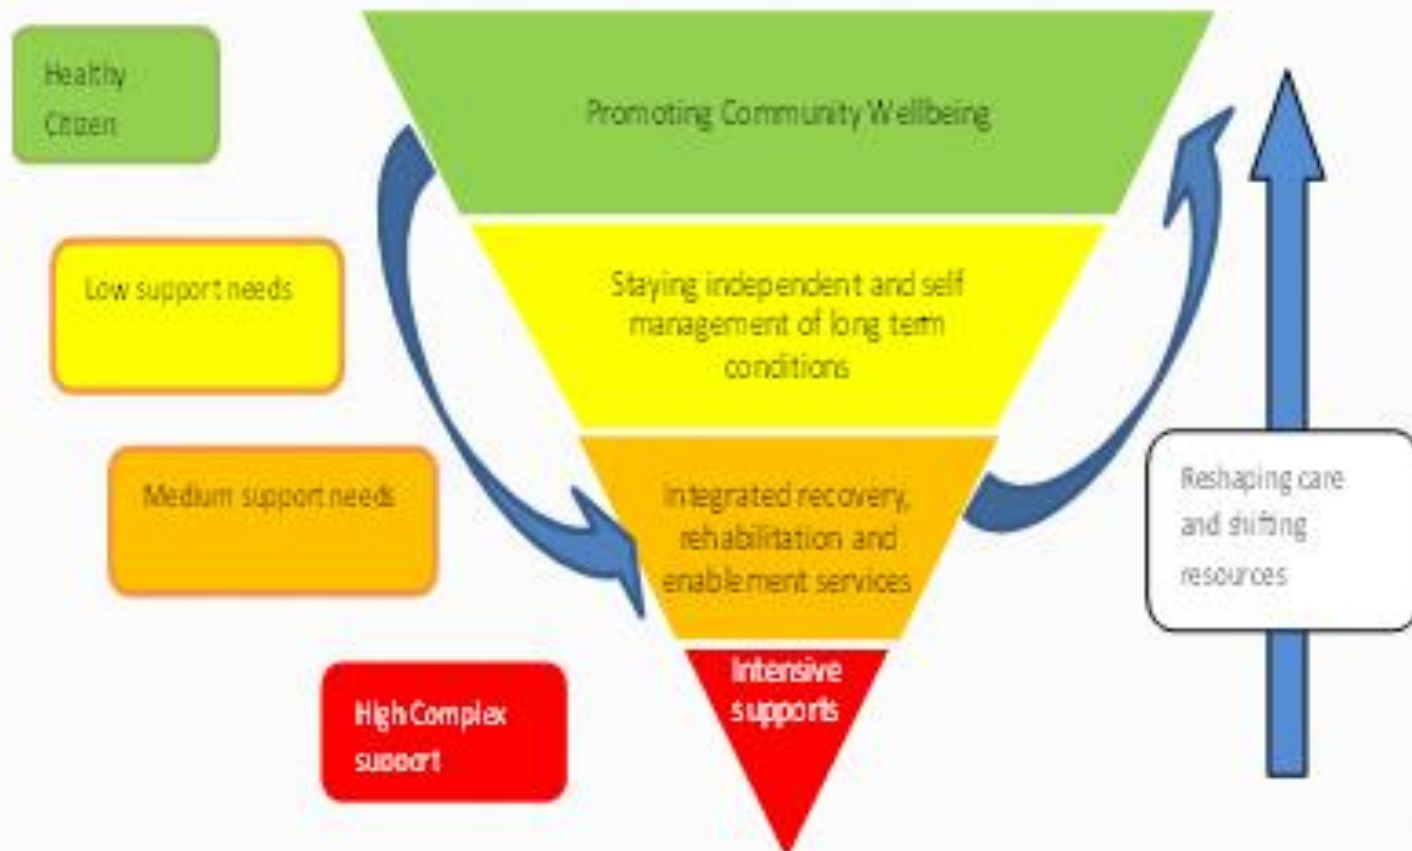 Healthy
Citizen
Promoting Community Wellbeing
Low support needs
Staying independent and self
management of long term
conditions
Medium support needs
Integrated recovery,
rehabilitation and
enablement services
Reshaping care
and shifting
resources
High Complex
support
Intensive
supports